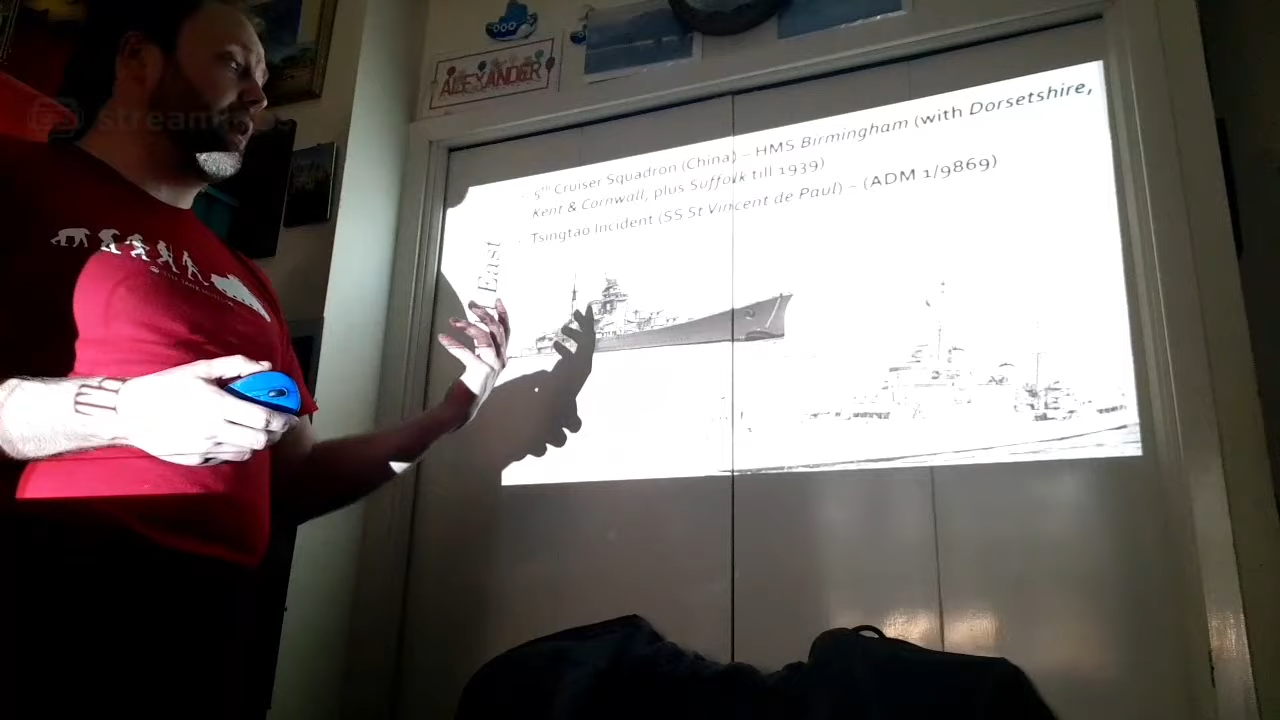 ALEXANDER
5th Cruiser Squadron (China) – HMS Birmingham (with Dorsetshire,
Kent & Cornwall, plus Suffolk till 1939)
Tsingtao Incident (SS St Vincent de Paul) – (ADM 1/9869)
East
Th